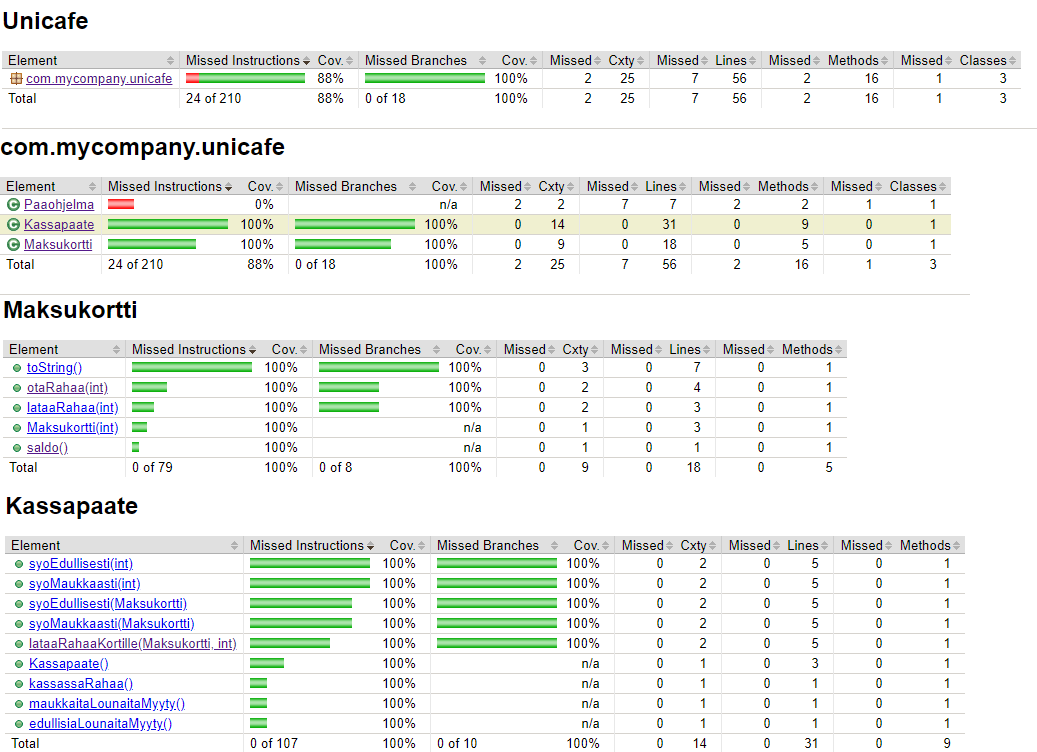 Unicafe
Element Missed Instructions Cov. Missed Branches Cov. Missed Cxty Missed Lines Missed Methods Missed Classes
com.mycompany.unicafe 88% 100% 2 25 7 56 2 16 1 3
Total 24 of 210 88% 0 of 18 100% 2 25 7 56 2 16 1 3
com.mycompany.unicafe
Element Missed Instructions Cov. Missed Branches Cov. Missed Cxty Missed Lines Missed Methods Missed Classes
Paaohjelma 0% n/a 2 2 7 7 2 2 1 1
Kassapaate 100% 100% 0 14 0 31 0 9 0 1
Maksukortti 100% 100% 0 9 0 18 0 5 0 1
Total 24 of 210 88% 0 of 18 100% 2 25 7 56 2 16 1 3
Maksukortti
Element Missed Instructions Cov. Missed Branches Cov. Missed Cxty Missed Lines Missed Methods
toString() 100% 100% 0 3 0 7 0 1
otaRahaa(int) 100% 100% 0 2 0 4 0 1
lataaRahaa(int) 100% 100% 0 2 0 3 0 1
Maksukortti(int) 100% n/a 0 1 0 3 0 1
saldo() 100% n/a 0 1 0 1 0 1
Total 0 of 79 100% 0 of 8 100% 0 9 0 18 0 5
Kassapaate
Element Missed Instructions Cov. Missed Branches Cov. Missed Cxty Missed Lines Missed Methods
syoEdullisesti(int) 100% 100% 0 2 0 5 0 1
syoMaukkaasti(int) 100% 100% 0 2 0 5 0 1
syoEdullisesti(Maksukortti) 100% 100% 0 2 0 5 0 1
syoMaukkaasti(Maksukortti) 100% 100% 0 2 0 5 0 1
lataaRahaaKortille(Maksukortti, int) 100% 100% 0 2 0 5 0 1
Kassapaate() 100% n/a 0 1 0 3 0 1
kassassaRahaa() 100% n/a 0 1 0 1 0 1
maukkaitaLounaitaMyyty() 100% n/a 0 1 0 1 0 1
edullisiaLounaitaMyyty() 100% n/a 0 1 0 1 0 1
Total 0 of 107 100% 0 of 10 100% 0 14 0 31 0 9